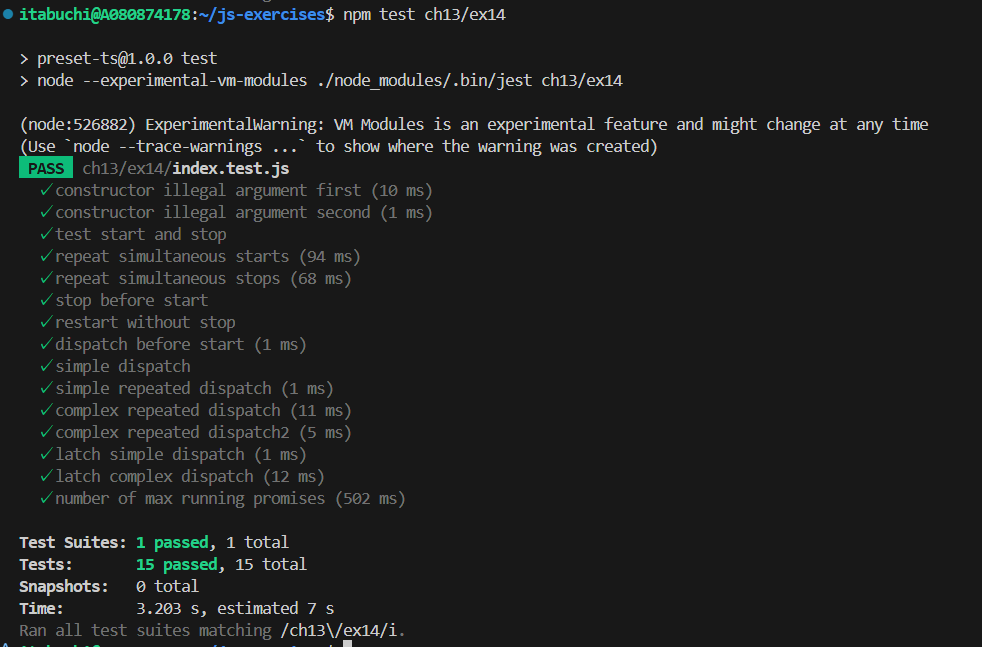 itabuchi@A080874178:~/js-exercises$ npm test ch13/ex14
> preset-ts@1.0.0 test
> node --experimental-vm-modules ./node_modules/.bin/jest ch13/ex14
(node:526882) ExperimentalWarning: VM Modules is an experimental feature and might change at any time
(Use `node --trace-warnings ...` to show where the warning was created)
PASS ch13/ex14/index.test.js
✓ constructor illegal argument first (10 ms)
✓ constructor illegal argument second (1 ms)
✓ test start and stop
✓ repeat simultaneous starts (94 ms)
✓ repeat simultaneous stops (68 ms)
✓ stop before start
✓ restart without stop
✓ dispatch before start (1 ms)
✓ simple dispatch
✓ simple repeated dispatch (1 ms)
✓ complex repeated dispatch (11 ms)
✓ complex repeated dispatch2 (5 ms)
✓ latch simple dispatch (1 ms)
✓ latch complex dispatch (12 ms)
✓ number of max running promises (502 ms)
Test Suites: 1 passed, 1 total
Tests: 15 passed, 15 total
Snapshots: 0 total
Time: 3.203 s, estimated 7 s
Ran all test suites matching /ch13\/ex14/i.